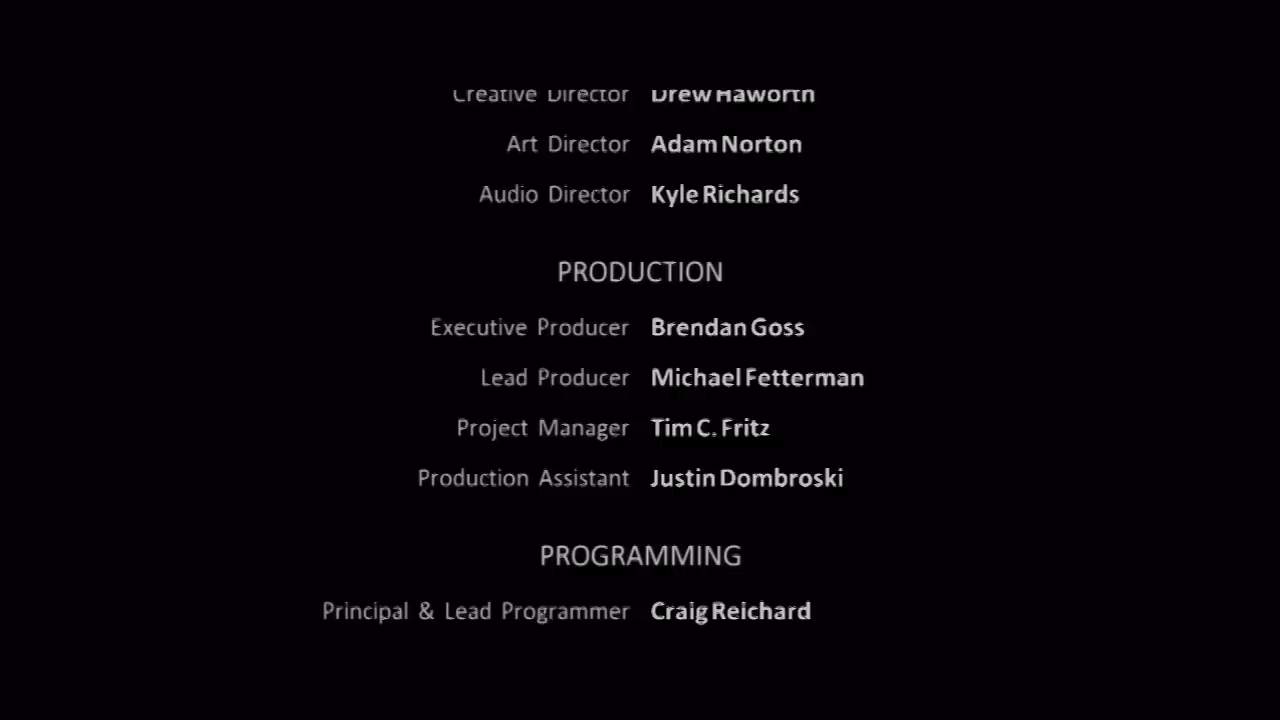 Creative Director Drew Haworth
Art Director Adam Norton
Audio Director Kyle Richards
PRODUCTION
Executive Producer Brendan Goss
Lead Producer Michael Fetterman
Project Manager Tim C. Fritz
Production Assistant Justin Dombroski
PROGRAMMING
Principal & Lead Programmer Craig Reichard